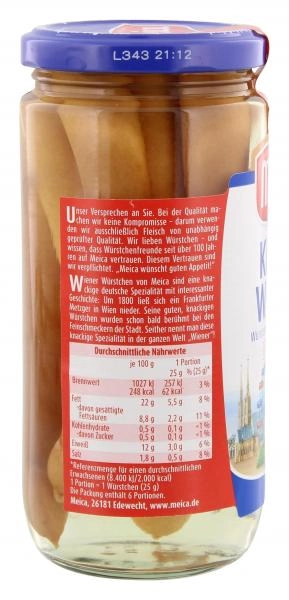 L343 21:12
Unser Versprechen an Sie. Bei der Qualität ma-
chen wir keine Kompromisse – darum verwen-
den wir ausschließlich Fleisch von unabhängig
geprüfter Qualität. Wir lieben Würstchen – und
wissen, dass Würstchenfreunde seit über 100 Jah-
ren auf Meica vertrauen. Diesem Vertrauen sind
wir verpflichtet. „Meica wünscht guten Appetit!"
Wiener Würstchen von Meica sind eine kna-
ckige deutsche Spezialität mit interessanter
Geschichte: Um 1800 ließ sich ein Frankfurter
Metzger in Wien nieder. Seine guten, knackigen
Würstchen wurden schon bald berühmt bei den
Feinschmeckern der Stadt. Seither nennt man diese
knackige Spezialität in der ganzen Welt „Wiener"!
Durchschnittliche Nährwerte
je 100 g 1 Portion
25 g %(25 g)*
Brennwert 1027 kJ 257 kJ 3 %
248 kcal 62 kcal
Fett 22 g 5,5 g 8 %
-davon gesättigte
Fettsäuren 8,8 g 2,2 g 11 %
Kohlenhydrate 0,5 g 0,1 g <1 %
-davon Zucker 0,5 g 0,1 g <1 %
Eiweiß 12 g 3,0 g 6 %
Salz 1,8 g 0,5 g 8 %
*Referenzmenge für einen durchschnittlichen
Erwachsenen (8.400 kJ/2.000 kcal)
1 Portion = 1 Würstchen (25 g)
Die Packung enthält 6 Portionen.
Meica, 26181 Edewecht, www.meica.de